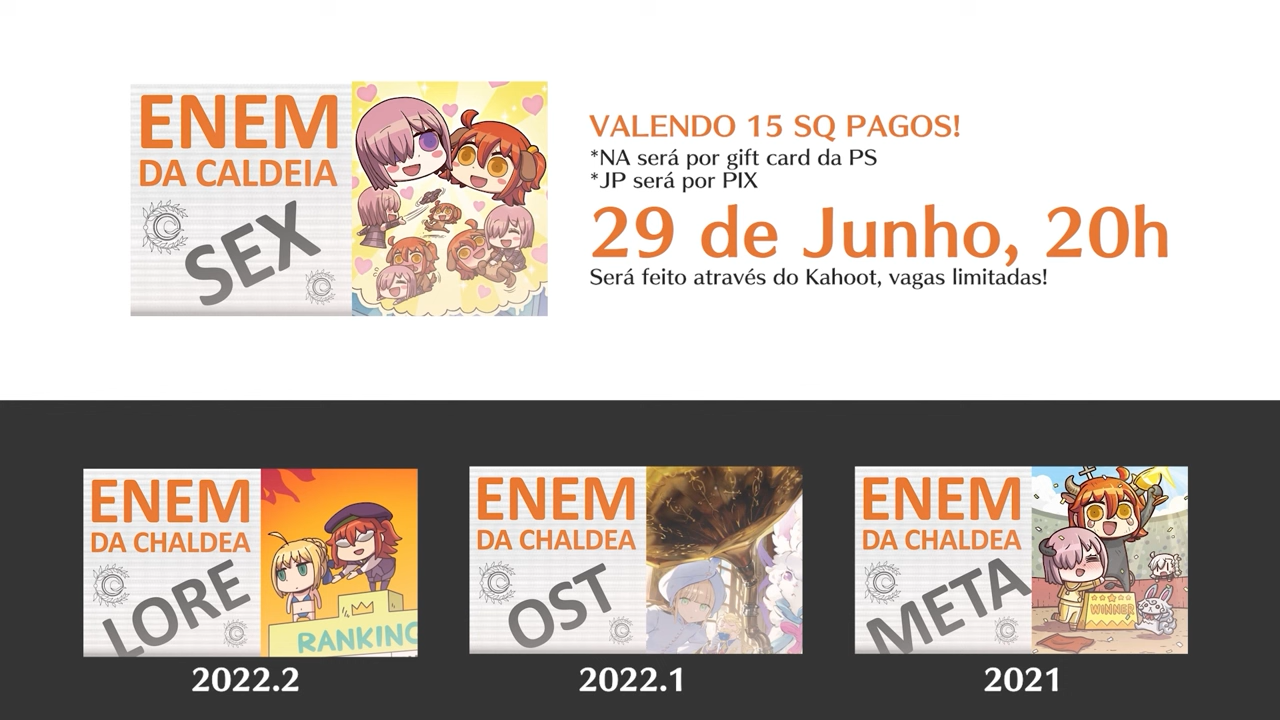 ENEM
DA CALDEIA
SEX
VALENDO 15 SQ PAGOS!
*NA será por gift card da PS
*JP será por PIX
29 de Junho, 20h
Será feito através do Kahoot, vagas limitadas!
ENEM
DA CHALDEA
LORE
RANKING
2022.2
ENEM
DA CHALDEA
OST
2022.1
ENEM
DA CHALDEA
META
WINNER
2021